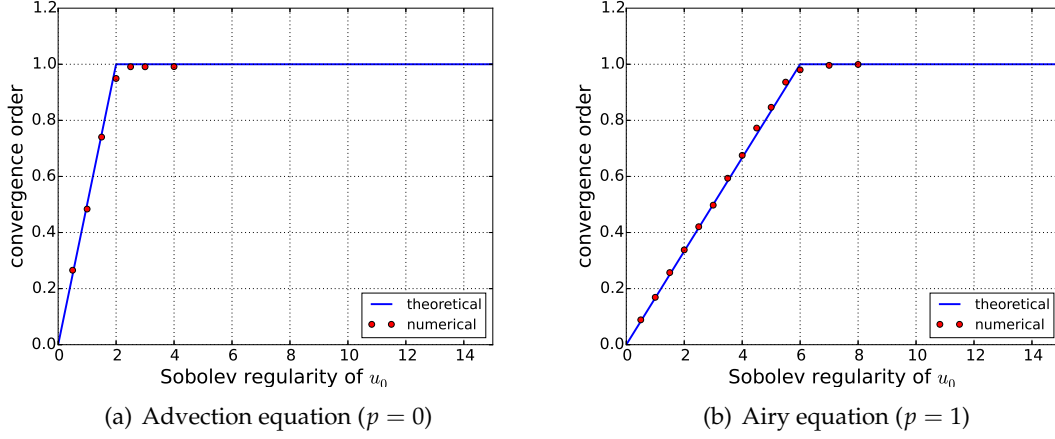 1.2
1.0
0.8
0.6
0.4
0.2
0.0
0 2 4 6 8 10 12 14
convergence order
Sobolev regularity of u₀
theoretical
numerical
(a) Advection equation (p = 0)
1.2
1.0
0.8
0.6
0.4
0.2
0.0
0 2 4 6 8 10 12 14
convergence order
Sobolev regularity of u₀
theoretical
numerical
(b) Airy equation (p = 1)